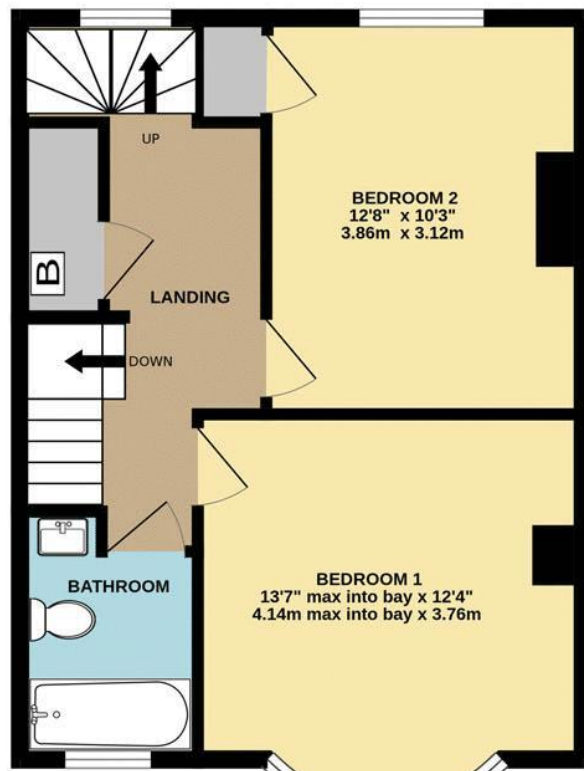 UP
BEDROOM 2
12'8" x 10'3"
3.86m x 3.12m
B
LANDING
DOWN
BATHROOM
BEDROOM 1
13'7" max into bay x 12'4"
4.14m max into bay x 3.76m